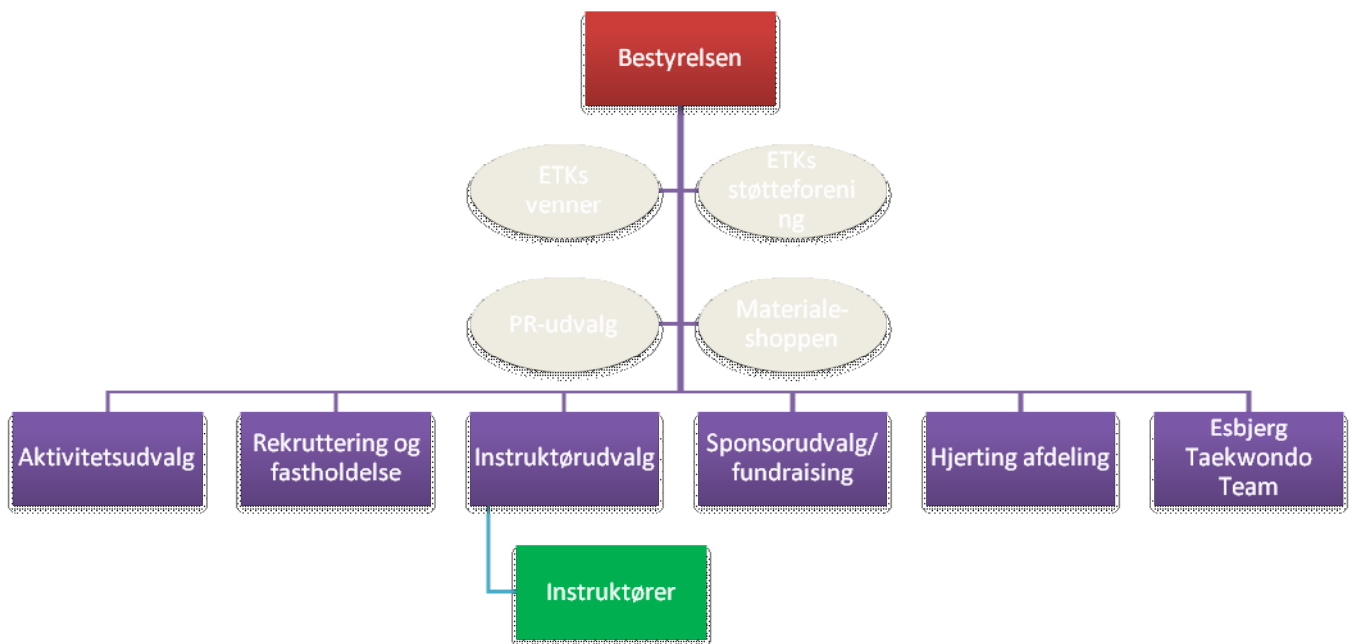 Bestyrelsen
ETKs
venner
ETKs
støtteforeni
ng
PR-udvalg
Materiale-
shoppen
Aktivitetsudvalg
Rekruttering og
fastholdelse
Instruktørudvalg
Sponsorudvalg/
fundraising
Hjerting afdeling
Esbjerg
Taekwondo
Team
Instruktører